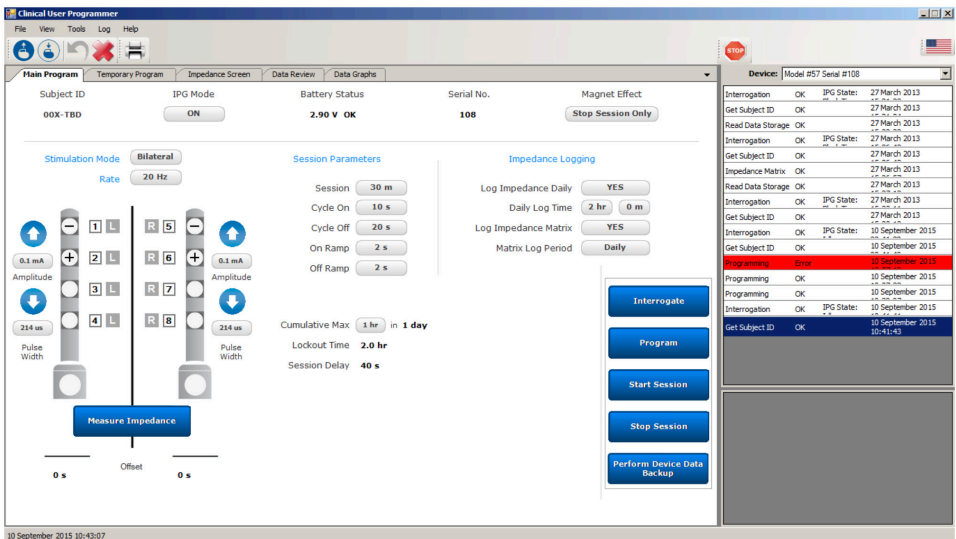 Clinical User Programmer
File View Tools Log Help
STOP
Main Program Temporary Program Impedance Screen Data Review Data Graphs
Device: Model #57 Serial #108
Subject ID IPG Mode Battery Status Serial No. Magnet Effect
00X-TBD ON 2.90 V OK 108 Stop Session Only
Stimulation Mode Bilateral
Rate 20 Hz
1 L R 5
2 L R 6
3 L R 7
4 L R 8
0.1 mA 0.1 mA
Amplitude Amplitude
214 us 214 us
Pulse Pulse
Width Width
Measure Impedance
Offset
0 s 0 s
Session Parameters
Session 30 m
Cycle On 10 s
Cycle Off 20 s
On Ramp 2 s
Off Ramp 2 s
Cumulative Max 1 hr in 1 day
Lockout Time 2.0 hr
Session Delay 40 s
Impedance Logging
Log Impedance Daily YES
Daily Log Time 2 hr 0 m
Log Impedance Matrix YES
Matrix Log Period Daily
Interrogate
Program
Start Session
Stop Session
Perform Device Data
Backup
Interrogation OK IPG State: 27 March 2013
Get Subject ID OK 27 March 2013
Read Data Storage OK 27 March 2013
Interrogation OK IPG State: 27 March 2013
Get Subject ID OK 27 March 2013
Impedance Matrix OK 27 March 2013
Read Data Storage OK 27 March 2013
Interrogation OK IPG State: 27 March 2013
Get Subject ID OK 27 March 2013
Interrogation OK IPG State: 10 September 2015
Get Subject ID OK 10 September 2015
Programming Error 10 September 2015
Programming OK 10 September 2015
Programming OK 10 September 2015
Interrogation OK IPG State: 10 September 2015
Get Subject ID OK 10 September 2015
10:41:43
10 September 2015 10:43:07